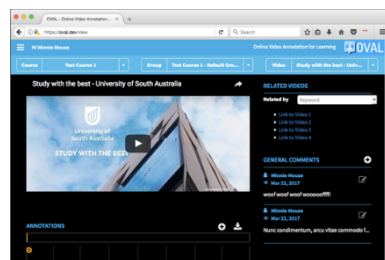 OVAL - Online Video Annotation...
https://oval.dev/view
Search
Hi Minnie Mouse
Online Video Annotation for Learning
OVAL
Course
Test Course 1
Group
Test Course 1 - Default Gro...
Video
Study with the best - Univ...
Study with the best - University of South Australia
University of
South Australia
STUDY WITH THE BEST
ANNOTATIONS
RELATED VIDEOS
Related by
Keyword
Link to Video 1
Link to Video 2
Link to Video 3
Link to Video 4
GENERAL COMMENTS
Minnie Mouse
Mar 21, 2017
woof woof woof wooooffff!
Minnie Mouse
Mar 21, 2017
Nunc condimentum, arcu vitae commodo f...